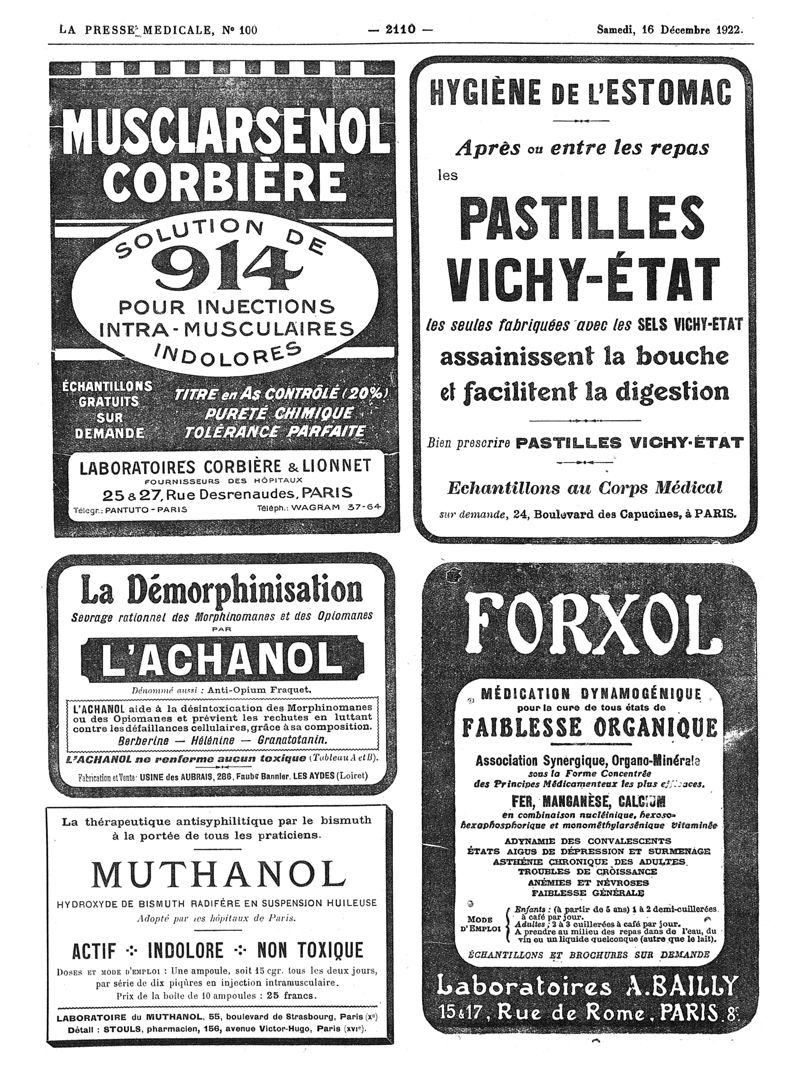 LA PRESSE MEDICALE, N° 100
— 2110 —
Samedi, 16 Décembre 1922.
MUSCLARSENOL
CORBIÈRE
SOLUTION DE
914
POUR INJECTIONS
INTRA-MUSCULAIRES
INDOLORES
ÉCHANTILLONS
GRATUITS
SUR
DEMANDE
TITRE en As CONTRÔLÉ (20%)
PURETÉ CHIMIQUE
TOLÉRANCE PARFAITE
LABORATOIRES CORBIÈRE & LIONNET
FOURNISSEURS DES HÔPITAUX
25 & 27, Rue Desrenaudes, PARIS
Télégr.: PANTUTO - PARIS
Téléph.: WAGRAM 37-64
HYGIÈNE DE L'ESTOMAC
Après ou entre les repas
les
PASTILLES
VICHY-ÉTAT
les seules fabriquées avec les SELS VICHY-ÉTAT
assainissent la bouche
et facilitent la digestion
Bien prescrire PASTILLES VICHY-ÉTAT
Echantillons au Corps Médical
sur demande, 24, Boulevard des Capucines, à PARIS.
La Démorphinisation
Sevrage rationnel des Morphinomanes et des Opiomanes
PAR
L'ACHANOL
Dénommé aussi : Anti-Opium Fraquet.
L'ACHANOL aide à la désintoxication des Morphinomanes
ou des Opiomanes et prévient les rechutes en luttant
contre les défaillances cellulaires, grâce à sa composition.
Berberine — Hélénine — Granatotanin.
L'ACHANOL ne renferme aucun toxique (Tableau A et B).
Fabrication et Vente: USINE des AUBRAIS, 286, Faubg Bannier. LES AYDES (Loiret)
La thérapeutique antisyphilitique par le bismuth
à la portée de tous les praticiens.
MUTHANOL
HYDROXYDE DE BISMUTH RADIFÈRE EN SUSPENSION HUILEUSE
Adopté par les hôpitaux de Paris.
ACTIF ⁘ INDOLORE ⁘ NON TOXIQUE
DOSES ET MODE D'EMPLOI : Une ampoule, soit 15 cgr. tous les deux jours,
par série de dix piqûres en injection intramusculaire.
Prix de la boîte de 10 ampoules : 25 francs.
LABORATOIRE du MUTHANOL, 55, boulevard de Strasbourg, Paris (Xe)
Détail : STOULS, pharmacien, 156, avenue Victor-Hugo, Paris (XVIe).
FORXOL
MÉDICATION DYNAMOGÉNIQUE
pour la cure de tous états de
FAIBLESSE ORGANIQUE
Association Synergique, Organo-Minérale
sous la Forme Concentrée
des Principes Médicamenteux les plus efficaces.
FER, MANGANÈSE, CALCIUM
en combinaison nucléinique, hexoso-
hexaphosphorique et monométhylarsénique vitaminée
ADYNAMIE DES CONVALESCENTS
ÉTATS AIGUS DE DÉPRESSION ET SURMENAGE
ASTHÉNIE CHRONIQUE DES ADULTES
TROUBLES DE CROISSANCE
ANÉMIES ET NÉVROSES
FAIBLESSE GÉNÉRALE
MODE
D'EMPLOI
Enfants : (à partir de 5 ans) 1 à 2 demi-cuillerées
à café par jour.
Adultes : 2 à 3 cuillerées à café par jour.
A prendre au milieu des repas dans de l'eau, du
vin ou un liquide quelconque (autre que le lait).
ÉCHANTILLONS ET BROCHURES SUR DEMANDE
Laboratoires A. BAILLY
15 & 17, Rue de Rome, PARIS. 8e